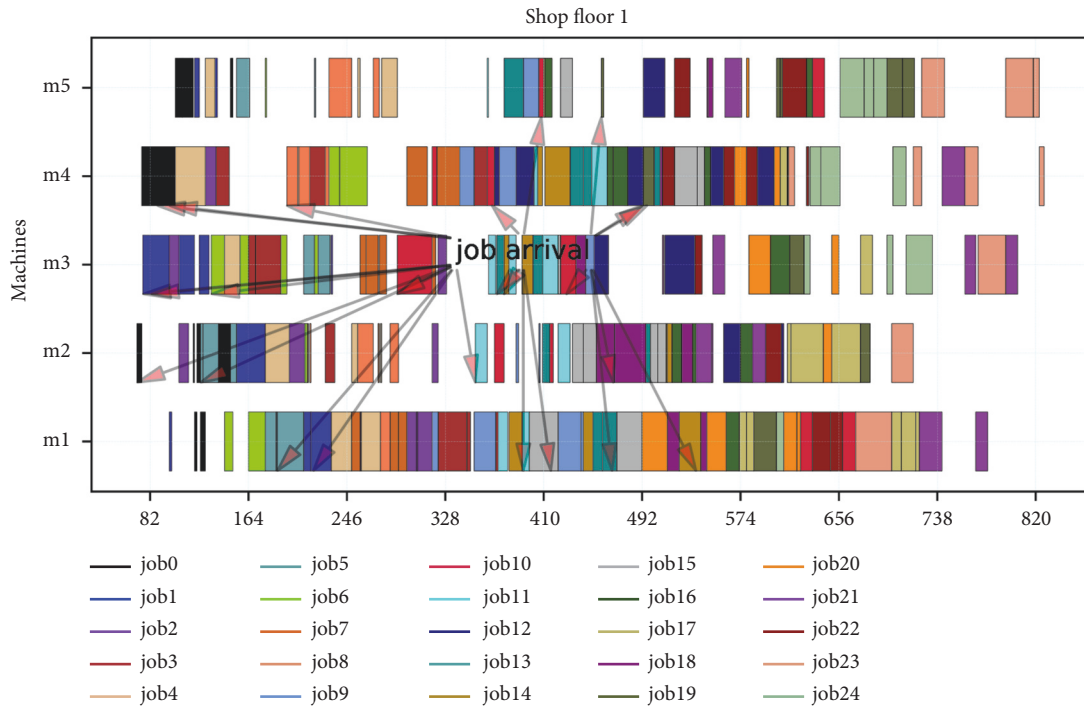 Shop floor 1
Machines
m5
m4
m3
m2
m1
job arrival
82 164 246 328 410 492 574 656 738 820
job0 job5 job10 job15 job20
job1 job6 job11 job16 job21
job2 job7 job12 job17 job22
job3 job8 job13 job18 job23
job4 job9 job14 job19 job24